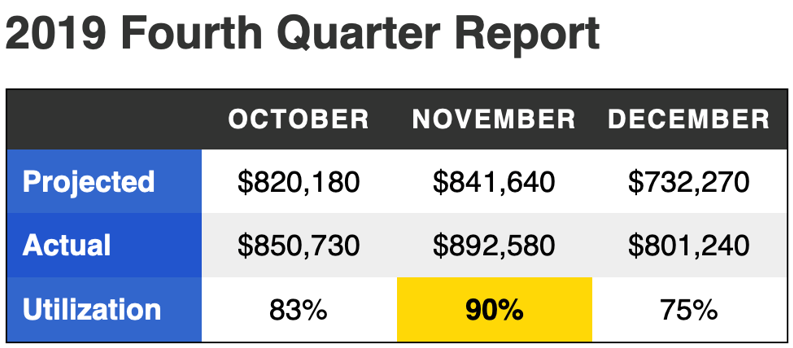 2019 Fourth Quarter Report
OCTOBER NOVEMBER DECEMBER
Projected $820,180 $841,640 $732,270
Actual $850,730 $892,580 $801,240
Utilization 83% 90% 75%